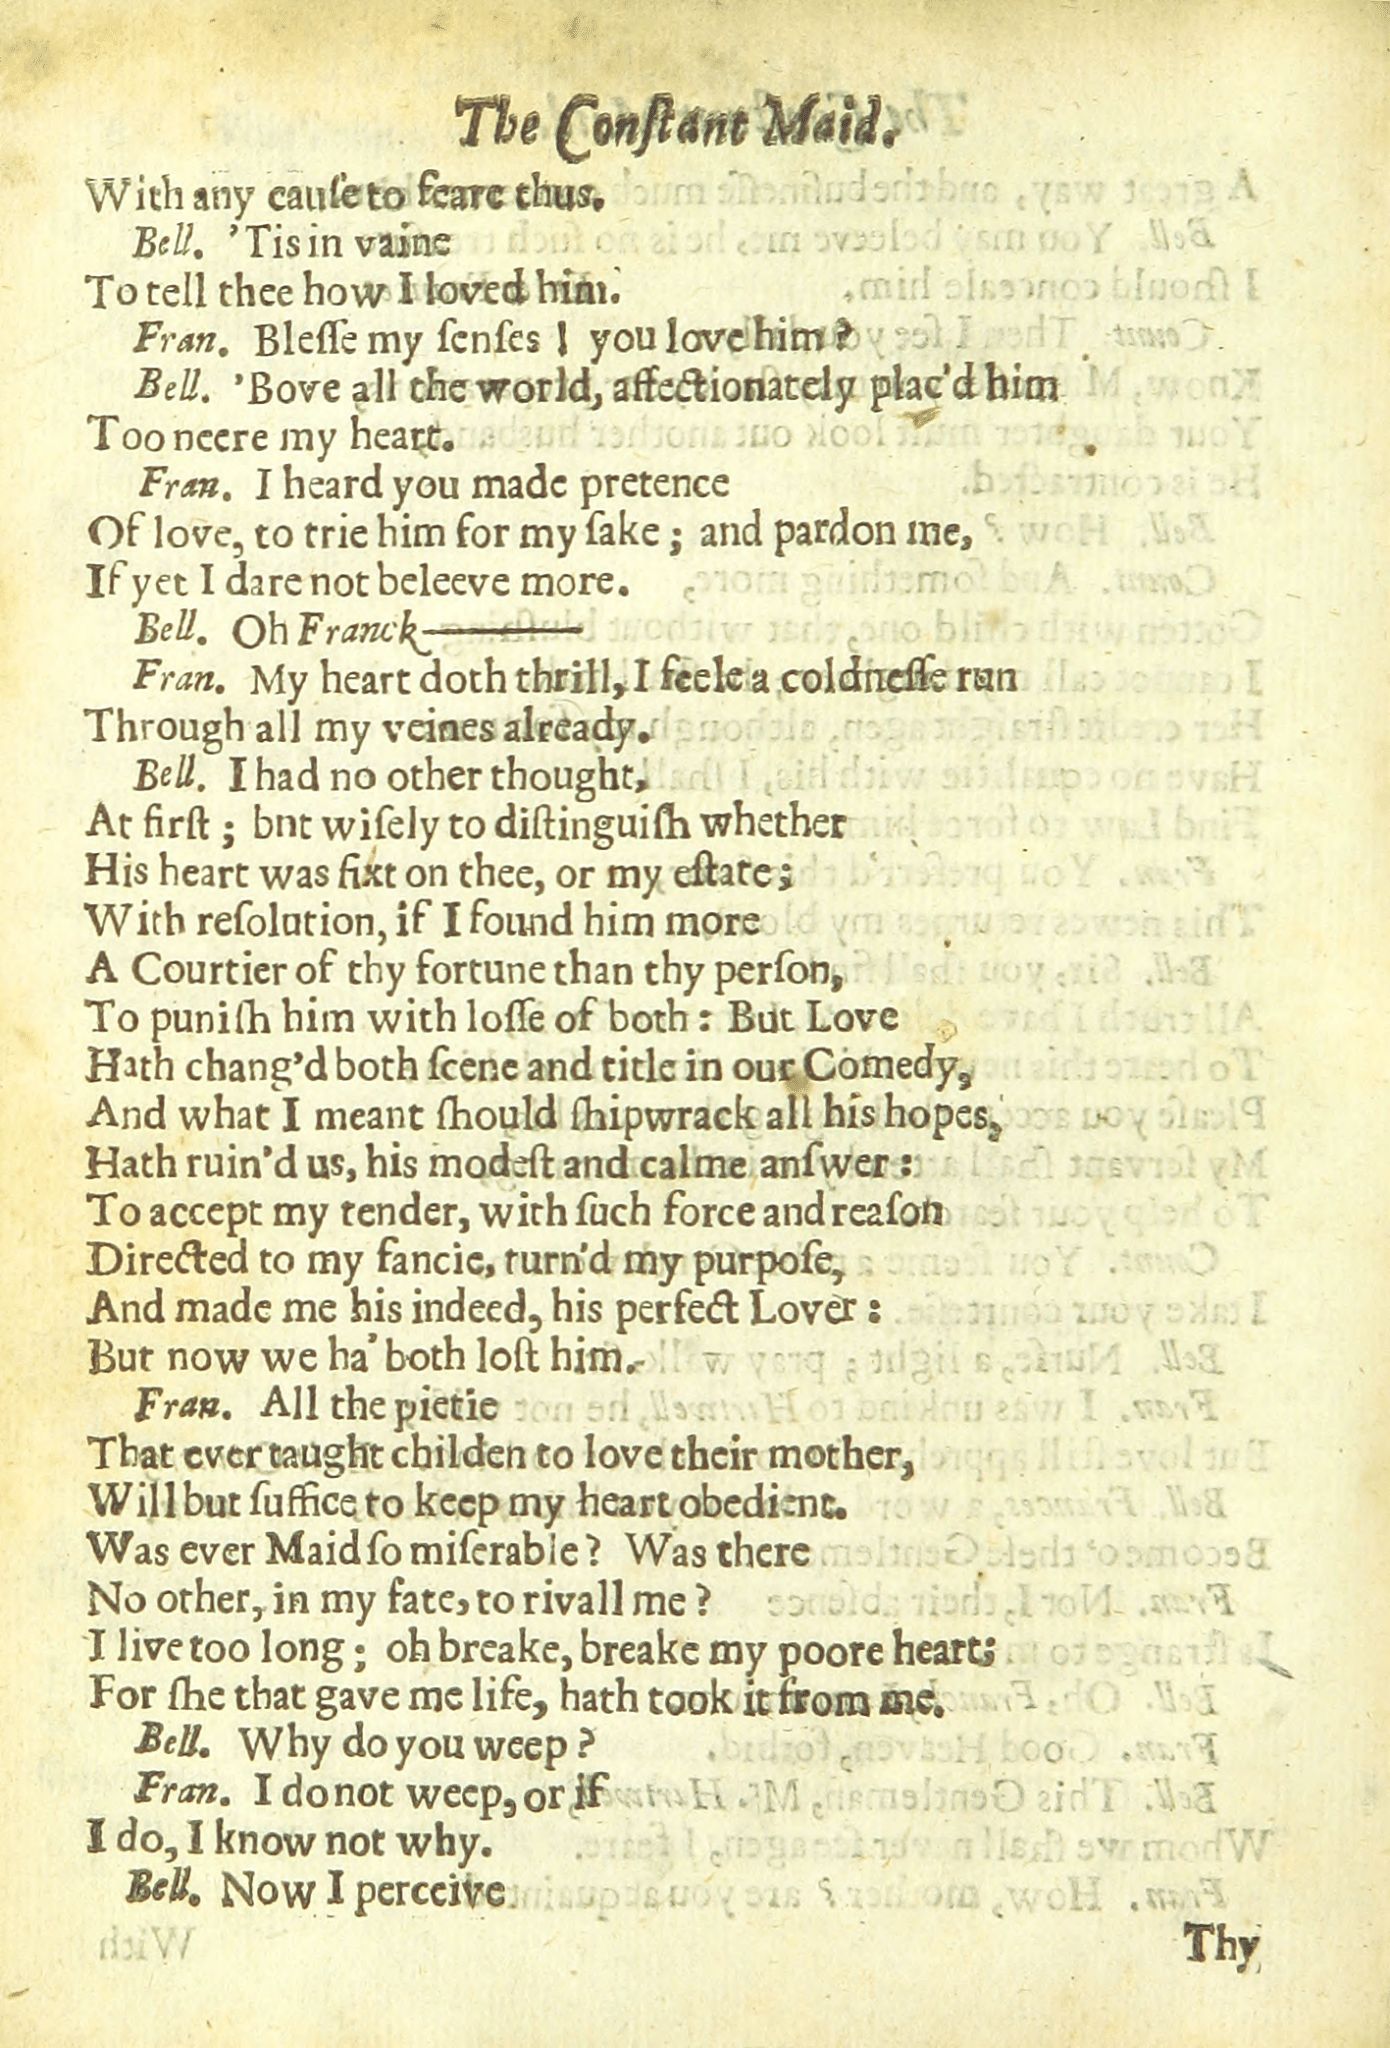 The Conſtant Maid.
With any cauſe to feare thus.
Bell. 'Tis in vaine
To tell thee how I loved him.
Fran. Bleſſe my ſenſes! you love him?
Bell. 'Bove all the world, affectionately plac'd him
Too neere my heart.
Fran. I heard you made pretence
Of love, to trie him for my ſake; and pardon me,
If yet I dare not beleeve more.
Bell. Oh Franck———
Fran. My heart doth thrill, I feele a coldneſſe run
Through all my veines already.
Bell. I had no other thought,
At firſt; bnt wiſely to diſtinguiſh whether
His heart was fixt on thee, or my eſtate;
With reſolution, if I found him more
A Courtier of thy fortune than thy perſon,
To puniſh him with loſſe of both: But Love
Hath chang'd both ſcene and title in our Comedy,
And what I meant ſhould ſhipwrack all his hopes,
Hath ruin'd us, his modeſt and calme anſwer:
To accept my tender, with ſuch force and reaſon
Directed to my fancie, turn'd my purpoſe,
And made me his indeed, his perfect Lover:
But now we ha' both loſt him.
Fran. All the pietie
That ever taught childen to love their mother,
Will but ſuffice to keep my heart obedient.
Was ever Maid ſo miſerable? Was there
No other, in my fate, to rivall me?
I live too long; oh breake, breake my poore heart;
For ſhe that gave me life, hath took it from me.
Bell. Why do you weep?
Fran. I do not weep, or if
I do, I know not why.
Bell. Now I perceive
Thy